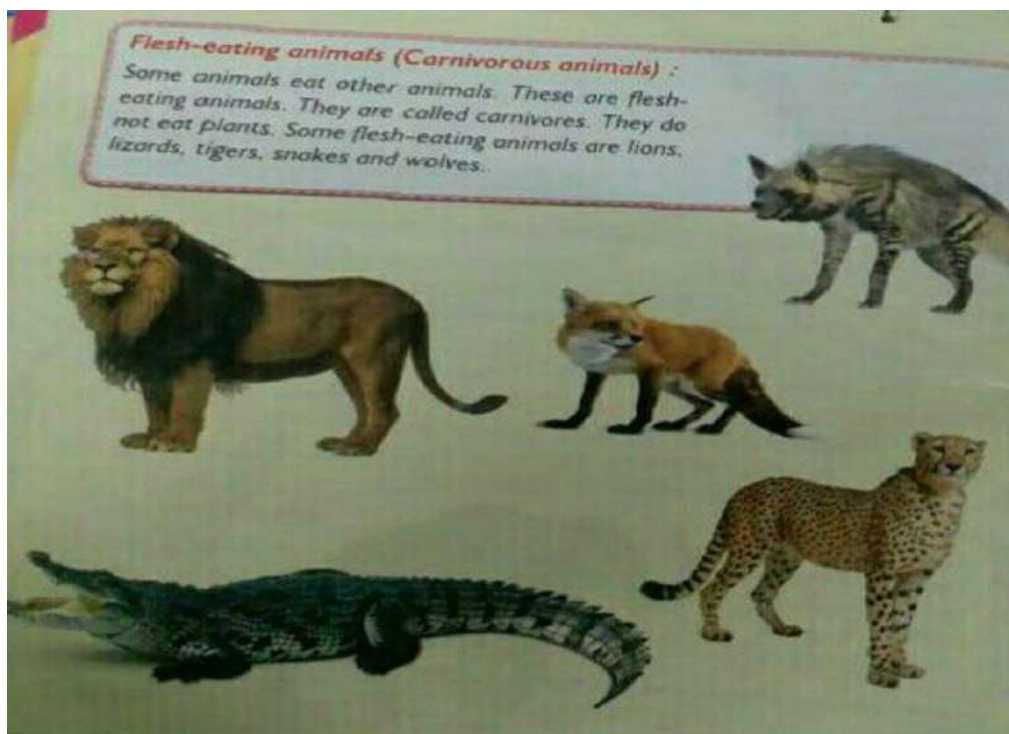 Flesh-eating animals (Carnivorous animals) :
Some animals eat other animals. These are flesh-
eating animals. They are called carnivores. They do
not eat plants. Some flesh-eating animals are lions,
lizards, tigers, snakes and wolves.